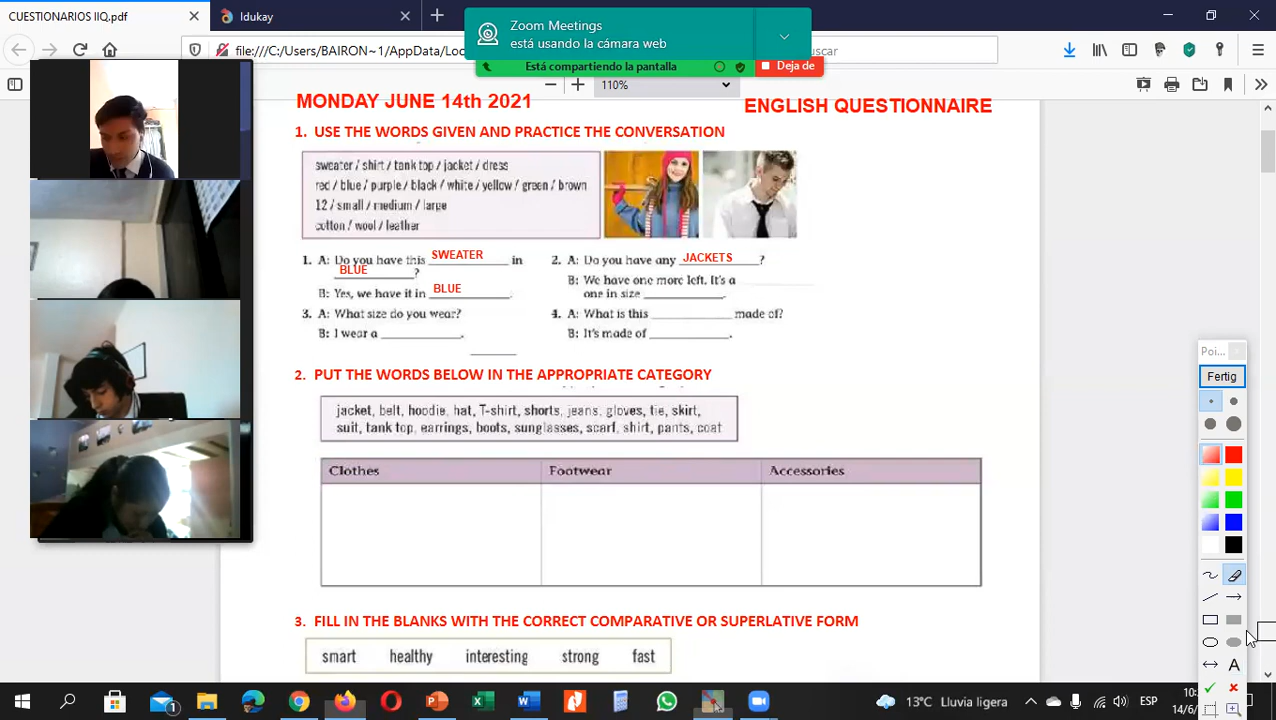 CUESTIONARIOS IIQ.pdf
Idukay
Zoom Meetings
está usando la cámara web
file:///C:/Users/BAIRON~1/AppData/Loc
uscar
Está compartiendo la pantalla
Deja de
110%
MONDAY JUNE 14th 2021
ENGLISH QUESTIONNAIRE
1. USE THE WORDS GIVEN AND PRACTICE THE CONVERSATION
sweater / shirt / tank top / jacket / dress
red / blue / purple / black / white / yellow / green / brown
12 / small / medium / large
cotton / wool / leather
1. A: Do you have this SWEATER in
BLUE ?
B: Yes, we have it in BLUE .
2. A: Do you have any JACKETS ?
B: We have one more left. It's a
one in size __________.
3. A: What size do you wear?
B: I wear a __________.
4. A: What is this __________ made of?
B: It's made of __________.
2. PUT THE WORDS BELOW IN THE APPROPRIATE CATEGORY
jacket, belt, hoodie, hat, T-shirt, shorts, jeans, gloves, tie, skirt,
suit, tank top, earrings, boots, sunglasses, scarf, shirt, pants, coat
Clothes Footwear Accessories
3. FILL IN THE BLANKS WITH THE CORRECT COMPARATIVE OR SUPERLATIVE FORM
smart healthy interesting strong fast
Poi...
Fertig
A
1
13°C Lluvia ligera
ESP
10:
14/6/